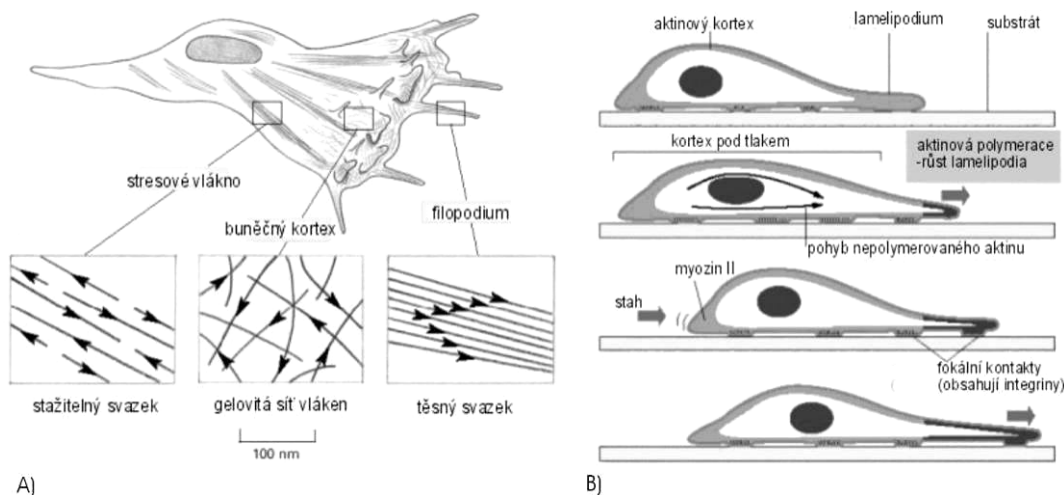 stresové vlákno
buněčný kortex
filopodium
stažitelný svazek
gelovitá síť vláken
těsný svazek
100 nm
A)
aktinový kortex
lamelipodium
substrát
kortex pod tlakem
aktinová polymerace
-růst lamelipodia
pohyb nepolymerovaného aktinu
myozin II
stah
fokální kontakty
(obsahují integriny)
B)